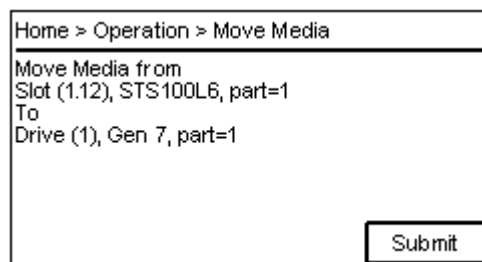 Home > Operation > Move Media
Move Media from
Slot (1.12), STS100L6, part=1
To
Drive (1), Gen 7, part=1
Submit